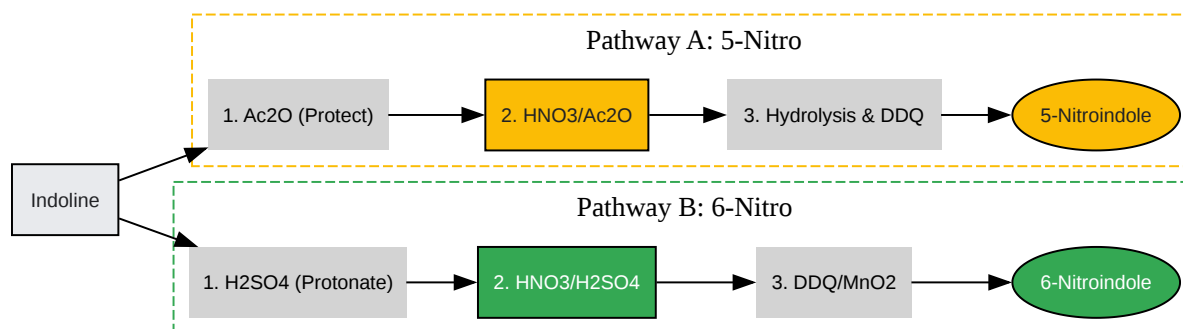 Pathway A: 5-Nitro
1. Ac2O (Protect)
2. HNO3/Ac2O
3. Hydrolysis & DDQ
5-Nitroindole
Indoline
Pathway B: 6-Nitro
1. H2SO4 (Protonate)
2. HNO3/H2SO4
3. DDQ/MnO2
6-Nitroindole